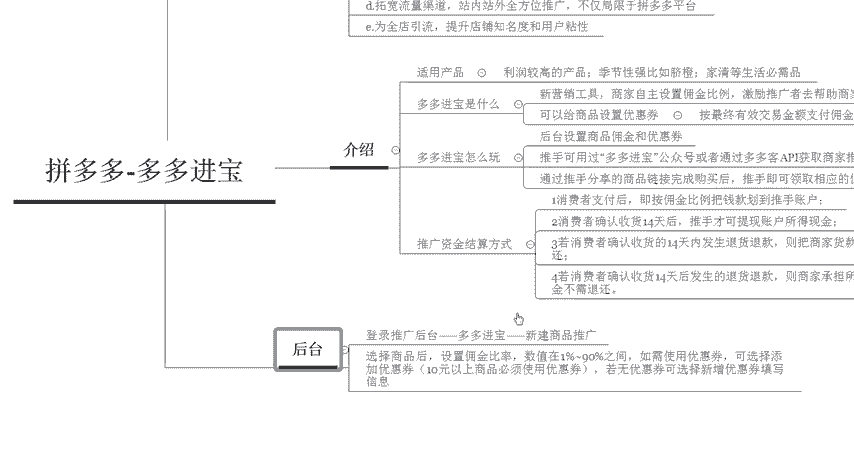 d.拓宽流量渠道，站内站外全方位推广，不仅局限于拼多多平台
e.为全店引流，提升店铺知名度和用户粘性
适用产品
利润较高的产品；季节性强比如脐橙；家清等生活必需品
多多进宝是什么
新营销工具，商家自主设置佣金比例，激励推广者去帮助商家
可以给商品设置优惠券
按最终有效交易金额支付佣金
介绍
多多进宝怎么玩
后台设置商品佣金和优惠券
推手可用过“多多进宝”公众号或者通过多多客API获取商家推
通过推手分享的商品链接完成购买后，推手即可领取相应的
拼多多-多多进宝
推广资金结算方式
1消费者支付后，即按佣金比例把钱款划到推手账户；
2消费者确认收货14天后，推手才可提现账户所得现金；
3若消费者确认收货的14天内发生退货退款，则把商家货款
还；
4若消费者确认收货14天后发生的退货退款，则商家承担所
金不需退还。
后台
登录推广后台——多多进宝——新建商品推广
选择商品后，设置佣金比率，数值在1%~90%之间，如需使用优惠券，可选择添
加优惠券（10元以上商品必须使用优惠券），若无优惠券可选择新增优惠券填写
信息